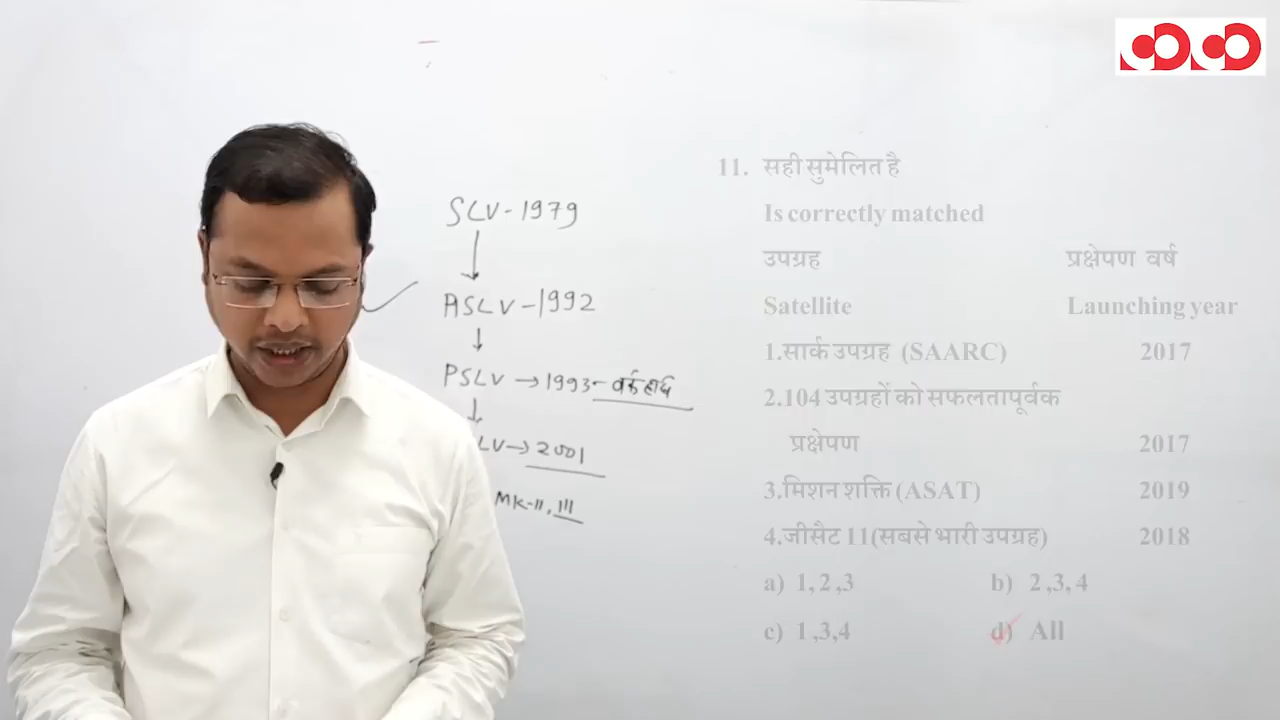 SLV - 1979
ASLV - 1992
PSLV → 1993 -
LV → 2001
MK-II, III
11. सही सुमेलित है
Is correctly matched
उपग्रह प्रक्षेपण वर्ष
Satellite Launching year
1.सार्क उपग्रह (SAARC) 2017
2.104 उपग्रहों को सफलतापूर्वक
प्रक्षेपण 2017
3.मिशन शक्ति (ASAT) 2019
4.जीसैट 11(सबसे भारी उपग्रह) 2018
a) 1, 2 ,3 b) 2 ,3, 4
c) 1 ,3,4 d) All